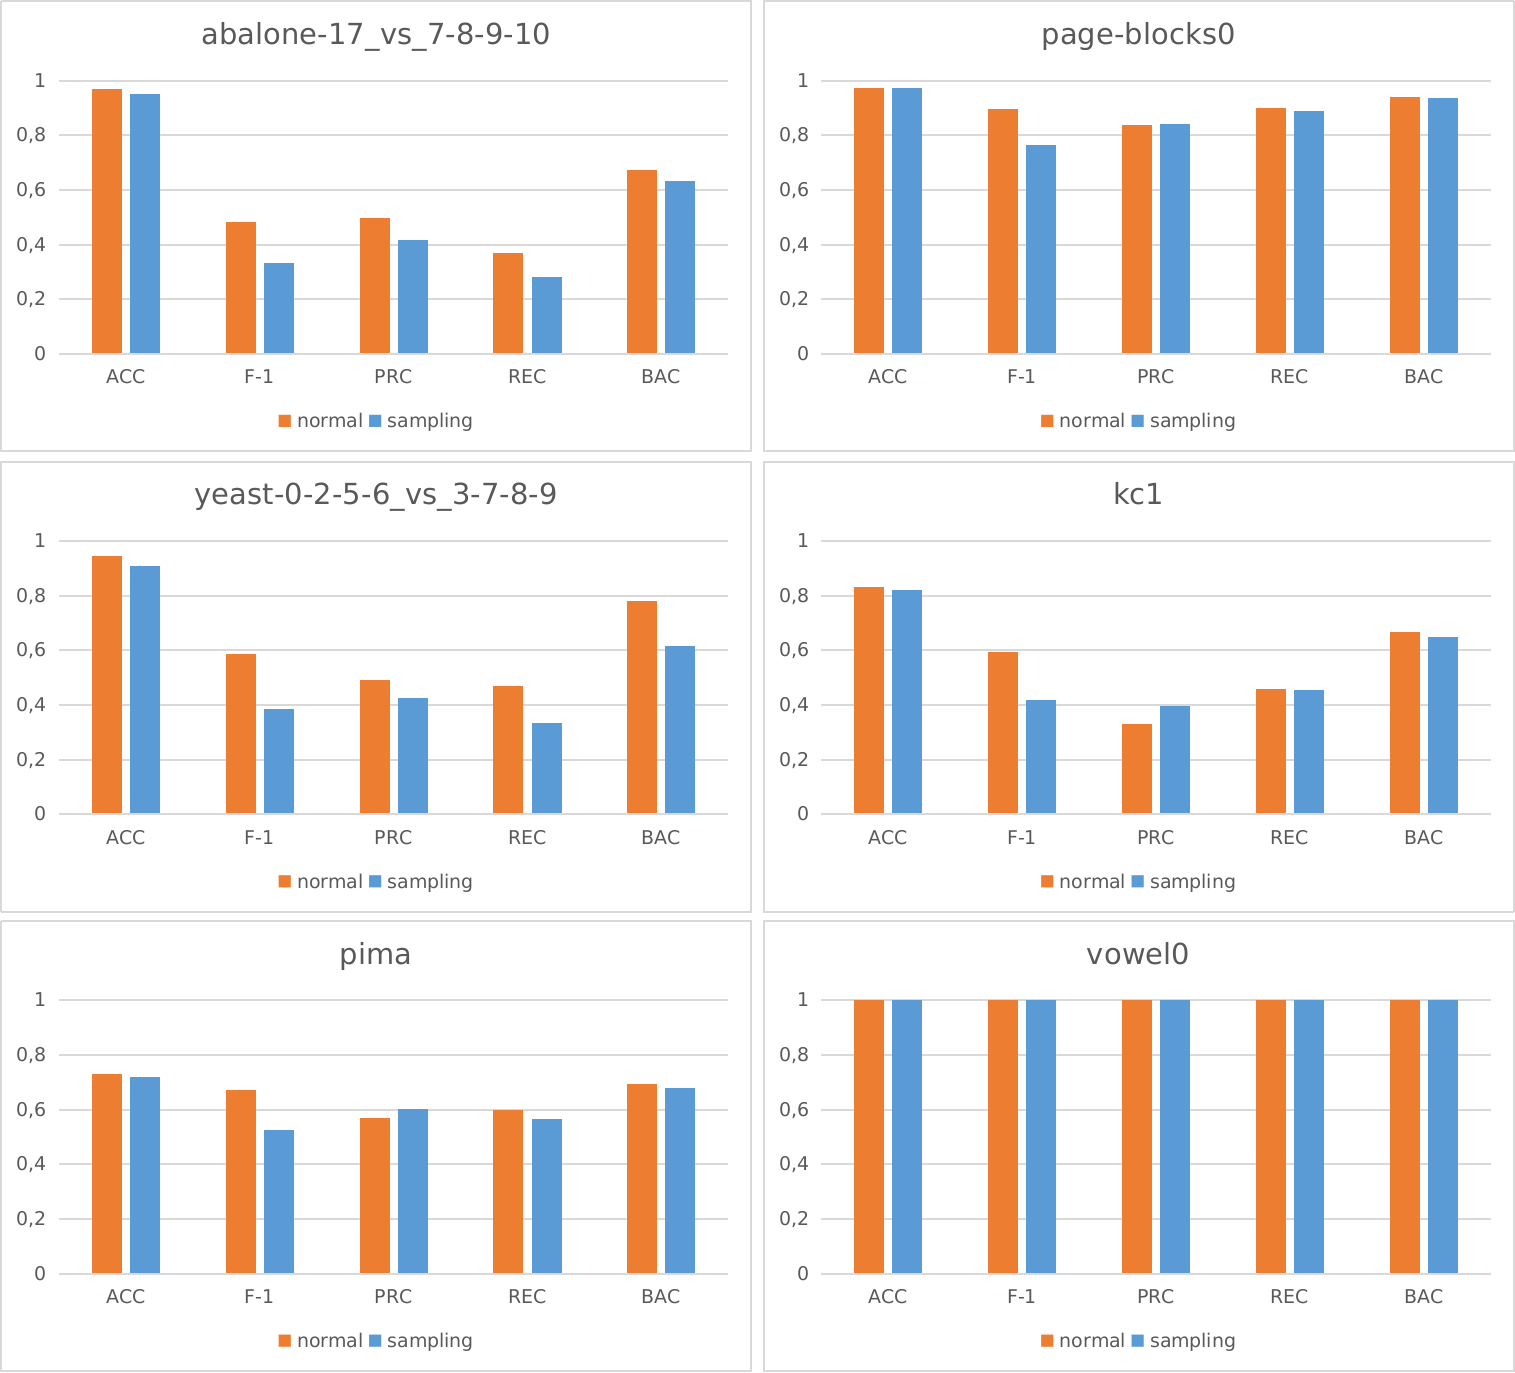 abalone-17_vs_7-8-9-10
1
0,8
0,6
0,4
0,2
0
ACC F-1 PRC REC BAC
normal sampling
page-blocks0
1
0,8
0,6
0,4
0,2
0
ACC F-1 PRC REC BAC
normal sampling
yeast-0-2-5-6_vs_3-7-8-9
1
0,8
0,6
0,4
0,2
0
ACC F-1 PRC REC BAC
normal sampling
kc1
1
0,8
0,6
0,4
0,2
0
ACC F-1 PRC REC BAC
normal sampling
pima
1
0,8
0,6
0,4
0,2
0
ACC F-1 PRC REC BAC
normal sampling
vowel0
1
0,8
0,6
0,4
0,2
0
ACC F-1 PRC REC BAC
normal sampling